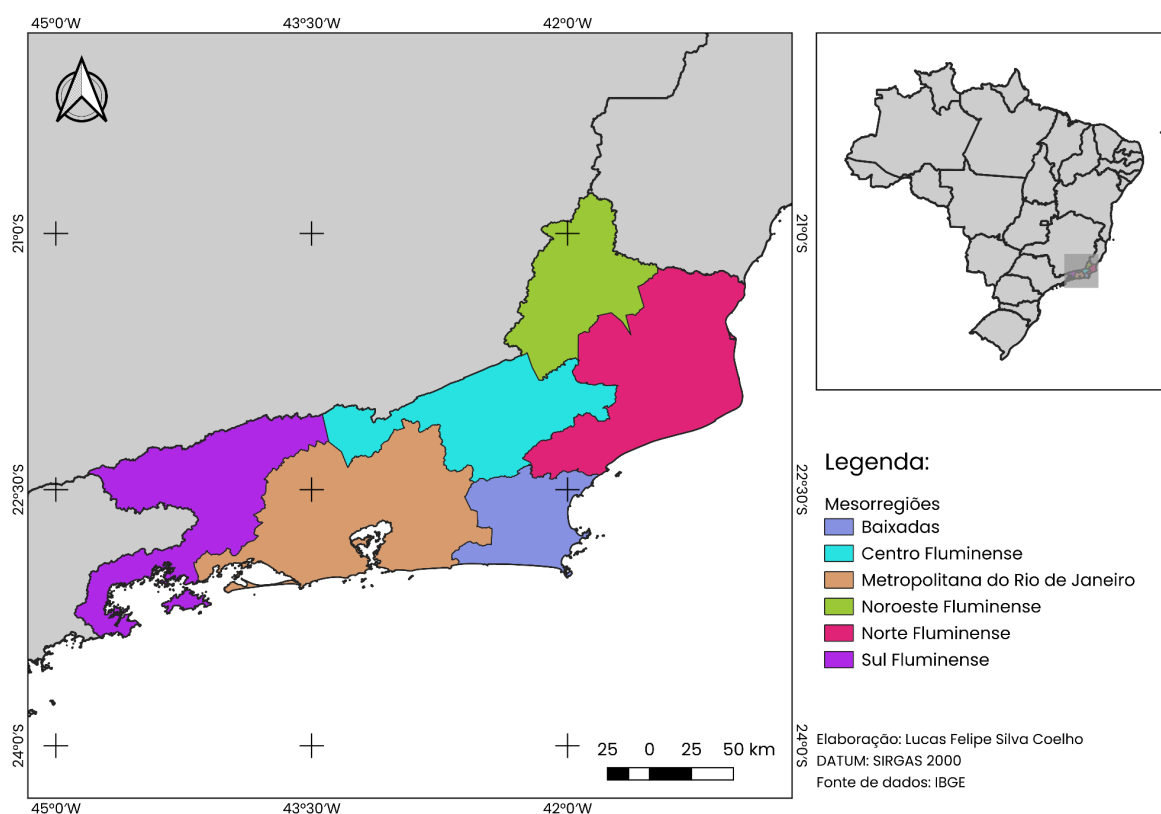 45°0'W 43°30'W 42°0'W
21°0'S 21°0'S
22°30'S 22°30'S
24°0'S 24°0'S
25 0 25 50 km
45°0'W 43°30'W 42°0'W
Legenda:
Mesorregiões
Baixadas
Centro Fluminense
Metropolitana do Rio de Janeiro
Noroeste Fluminense
Norte Fluminense
Sul Fluminense
Elaboração: Lucas Felipe Silva Coelho
DATUM: SIRGAS 2000
Fonte de dados: IBGE